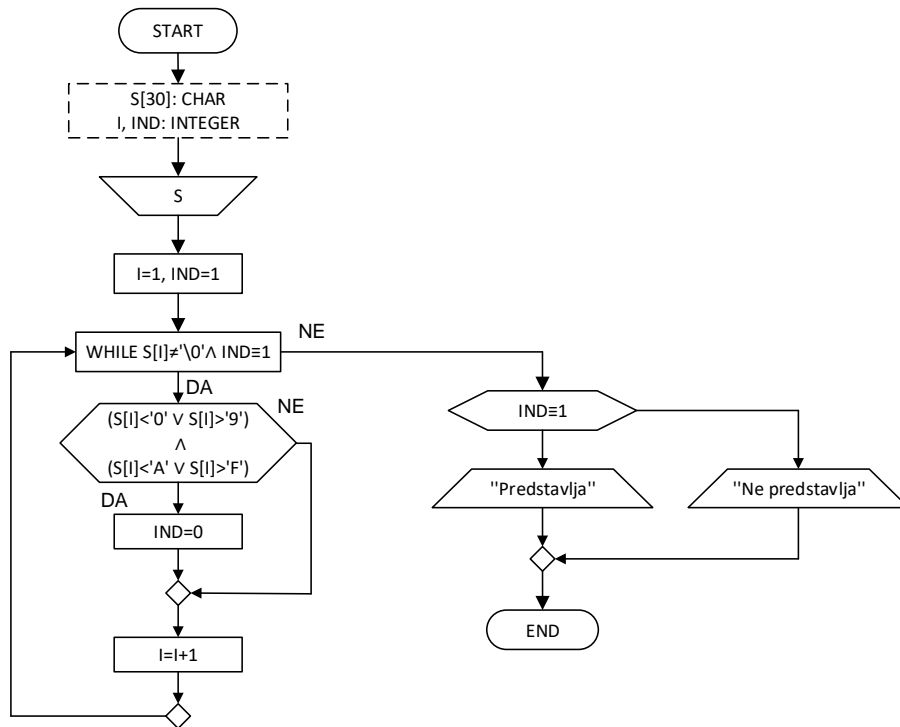 START
S[30]: CHAR
I, IND: INTEGER
S
I=1, IND=1
WHILE S[I]≠'\0'∧ IND≡1
NE
DA
(S[I]<'0' ∨ S[I]>'9')
∧
(S[I]<'A' ∨ S[I]>'F')
NE
DA
IND=0
I=I+1
IND≡1
"Predstavlja"
"Ne predstavlja"
END